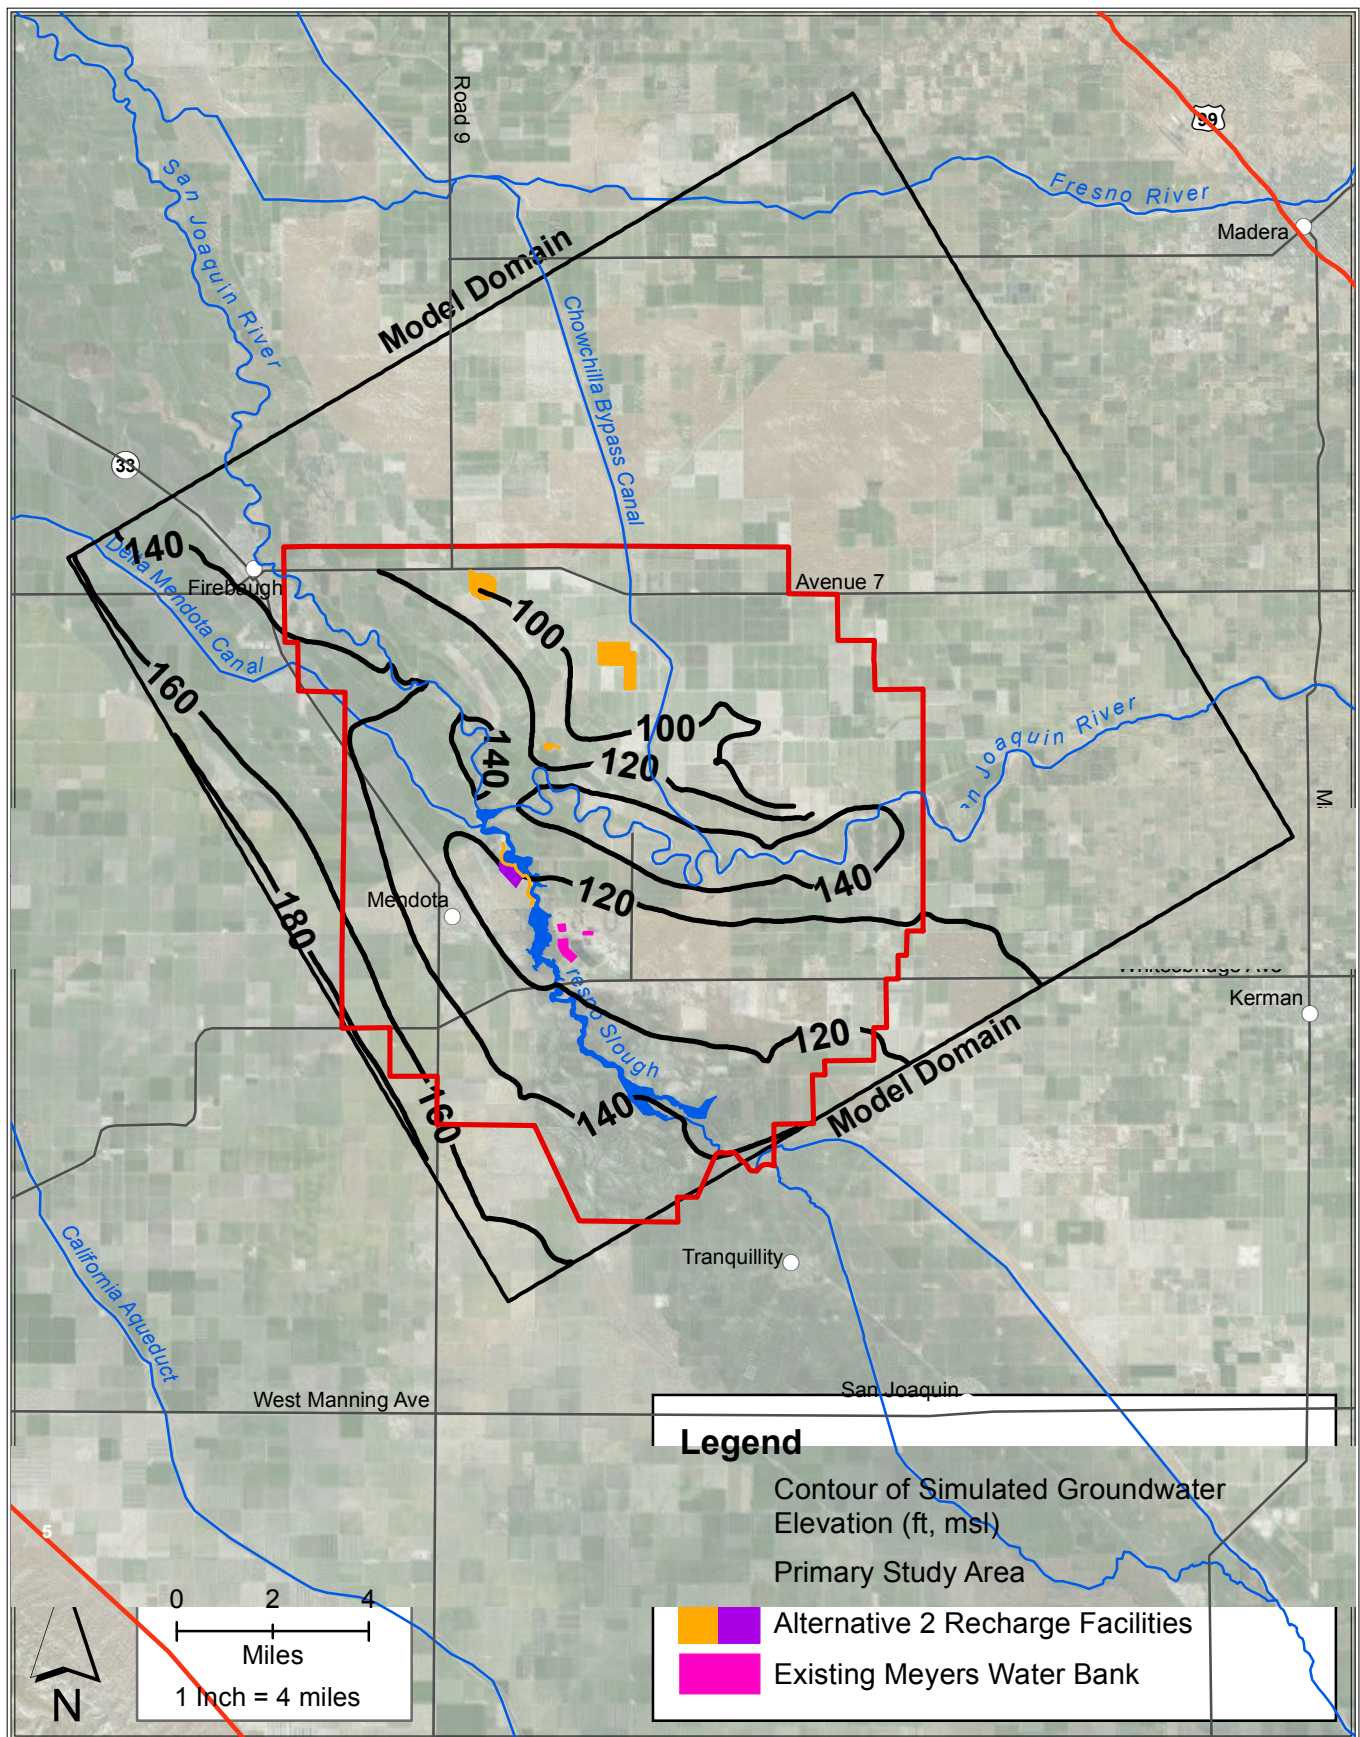 Road 9
99
San Joaquin River
Fresno River
Madera
Model Domain
Chowchilla Bypass Canal
33
140
Delta Mendota Canal
Firebaugh
Avenue 7
100
160
100
San Joaquin River
140
120
140
120
Mendota
180
Kerman
resno Slough
120
Model Domain
160
140
Tranquillity
California Aqueduct
West Manning Ave
San Joaquin
Legend
Contour of Simulated Groundwater
Elevation (ft, msl)
Primary Study Area
Alternative 2 Recharge Facilities
Existing Meyers Water Bank
5
0 2 4
Miles
1 Inch = 4 miles
N